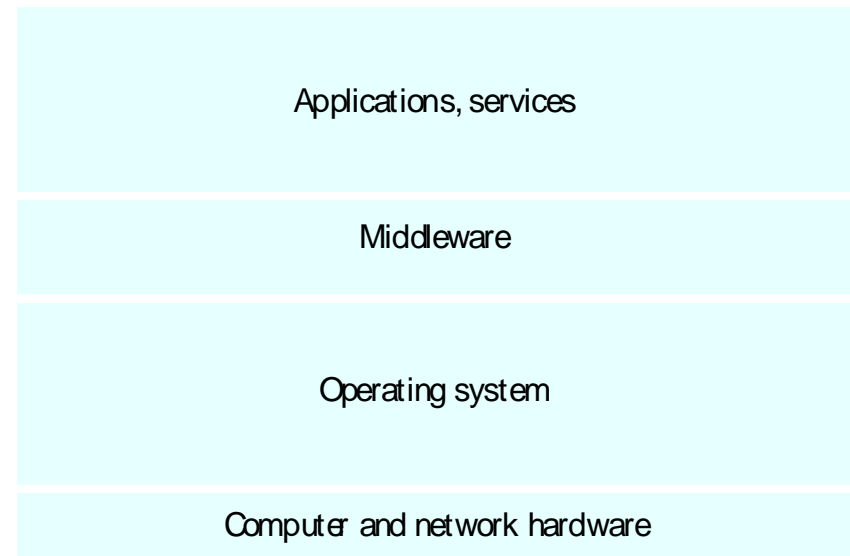 Applications, services
Middleware
Operating system
Computer and network hardware